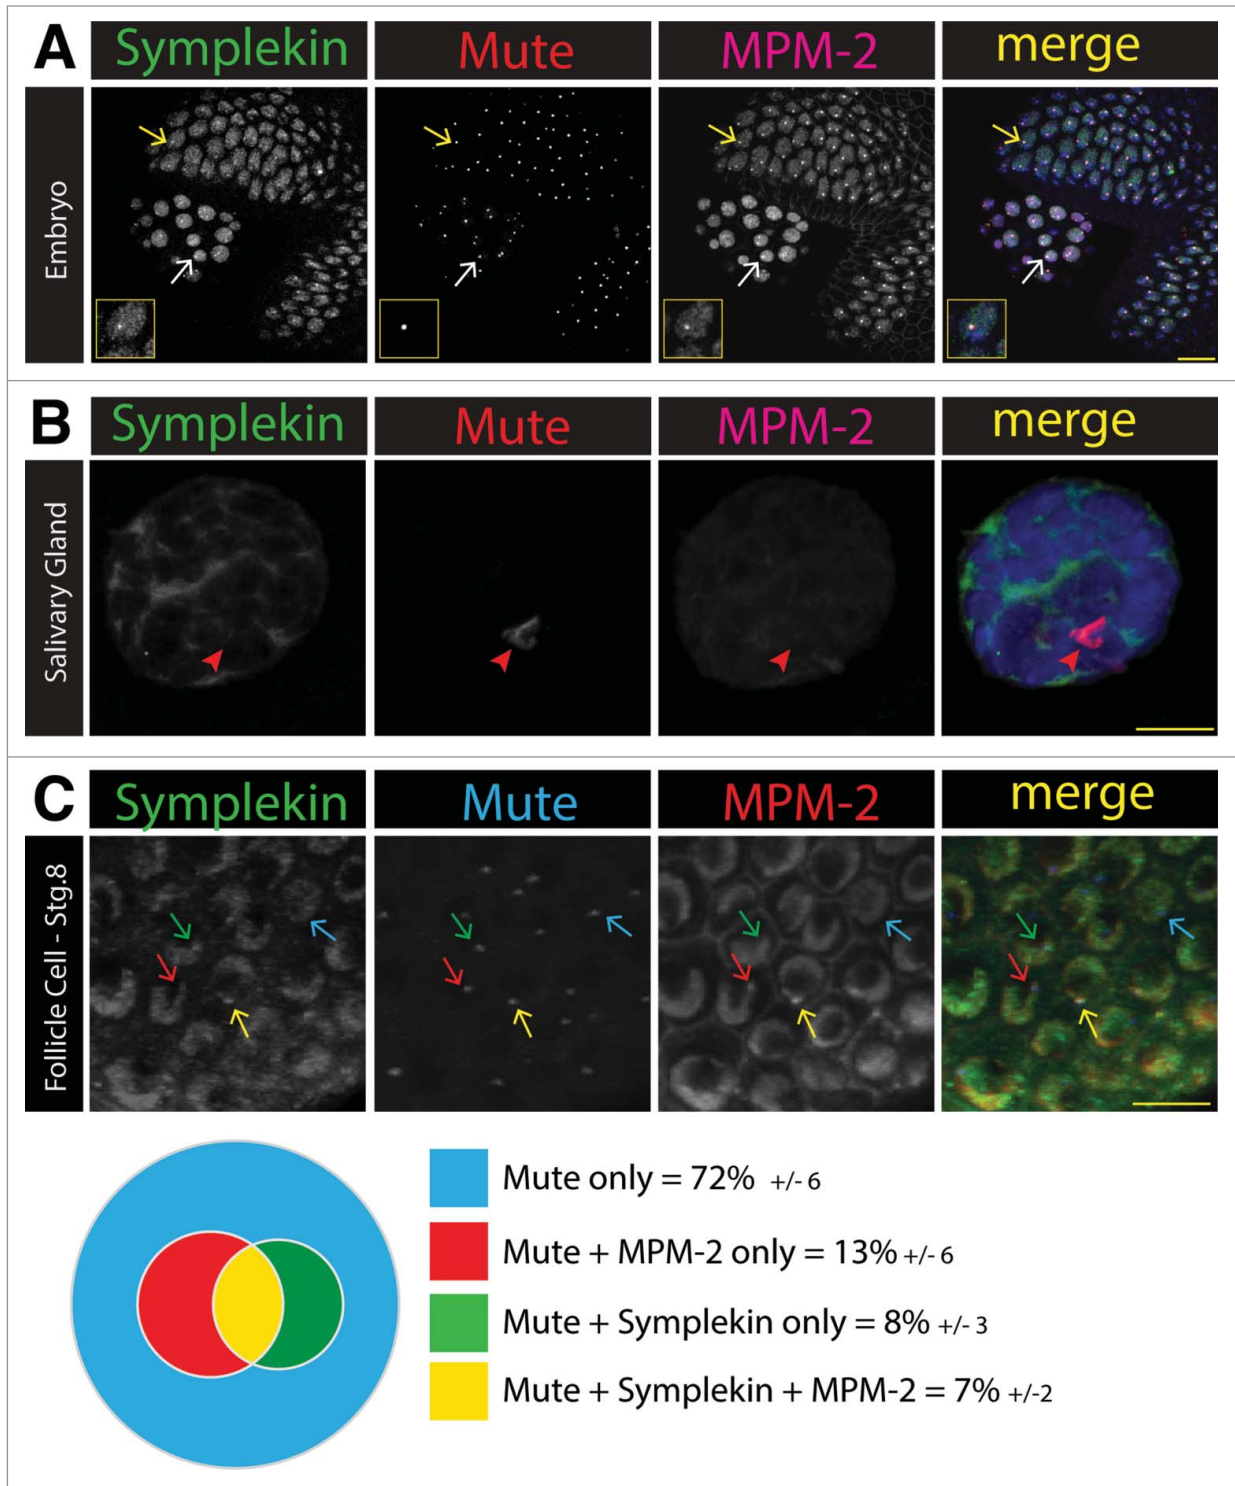 A Symplekin Mute MPM-2 merge
Embryo
B Symplekin Mute MPM-2 merge
Salivary Gland
C Symplekin Mute MPM-2 merge
Follicle Cell - Stg.8
Mute only = 72% +/- 6
Mute + MPM-2 only = 13% +/- 6
Mute + Symplekin only = 8% +/- 3
Mute + Symplekin + MPM-2 = 7% +/-2